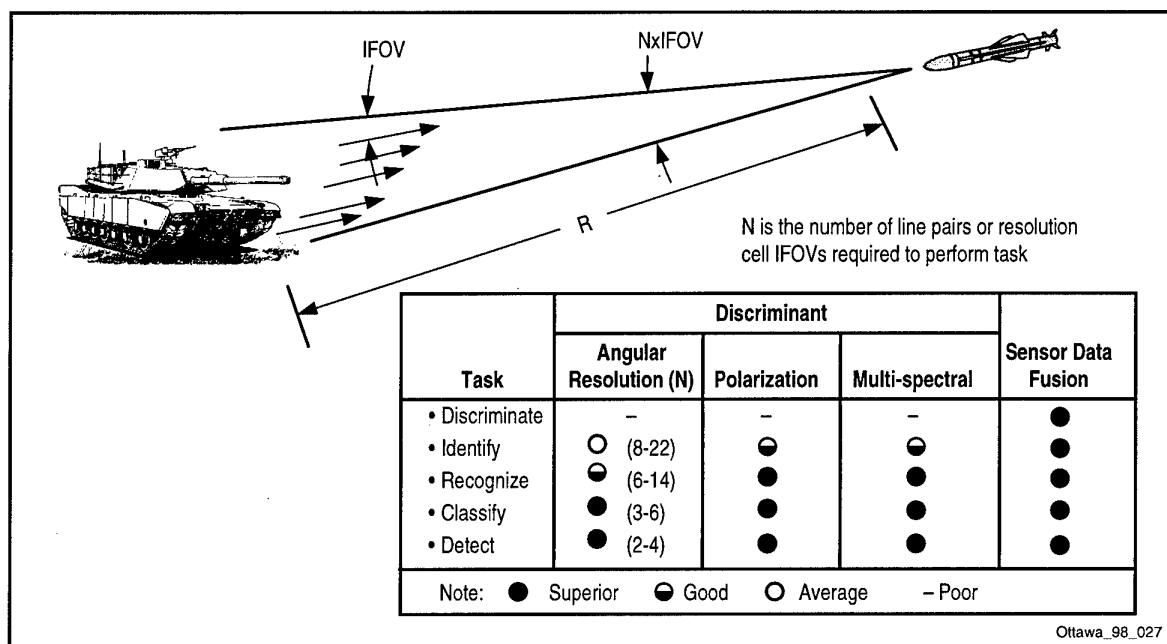 IFOV
NxIFOV
R
N is the number of line pairs or resolution
cell IFOVs required to perform task
Discriminant
Task
Angular
Resolution (N)
Polarization
Multi-spectral
Sensor Data
Fusion
• Discriminate – – – ●
• Identify (8-22)
• Recognize (6-14)
• Classify (3-6)
• Detect (2-4)
Note: ● Superior ◒ Good ○ Average – Poor
Ottawa_98_027